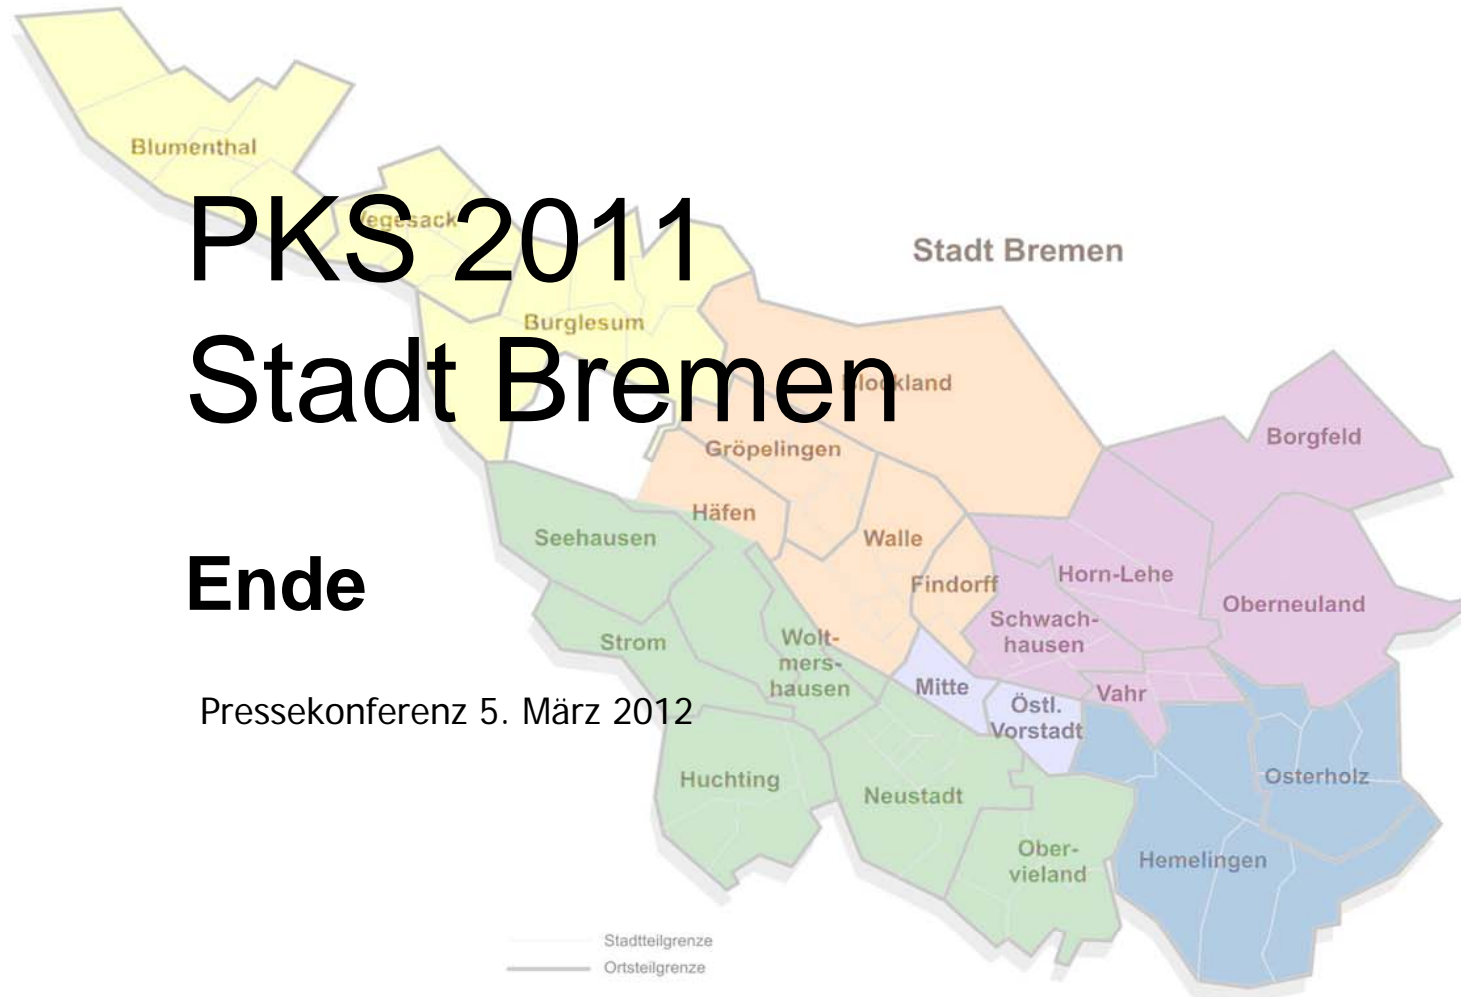 Blumenthal
Vegesack
PKS 2011
Stadt Bremen
Burglesum
Stadt Bremen
Blockland
Borgfeld
Gröpelingen
Häfen
Seehausen
Walle
Ende
Findorff
Horn-Lehe
Oberneuland
Schwach-
hausen
Strom
Wolt-
mers-
hausen
Mitte
Östl.
Vorstadt
Vahr
Pressekonferenz 5. März 2012
Huchting
Neustadt
Osterholz
Ober-
vieland
Hemelingen
Stadtteilgrenze
Ortsteilgrenze